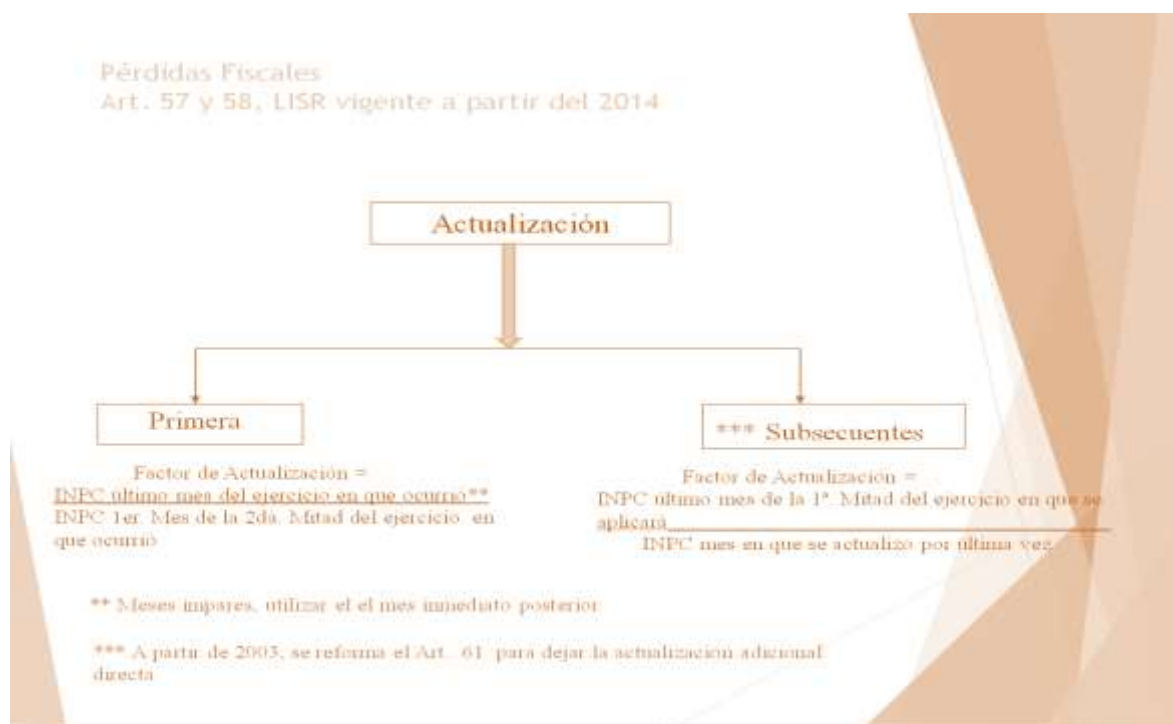 Pérdidas Fiscales
Art. 57 y 58, LISR vigente a partir del 2014
Actualización
Primera
*** Subsecuentes
Factor de Actualización =
INPC último mes del ejercicio en que ocurrió**
INPC 1er. Mes de la 2da. Mitad del ejercicio en
que ocurrió
Factor de Actualización =
INPC último mes de la 1ª. Mitad del ejercicio en que se
aplicará
INPC mes en que se actualizó por última vez
** Meses impares, utilizar el el mes inmediato posterior
*** A partir de 2003, se reforma el Art. 61 para dejar la actualización adicional
directa